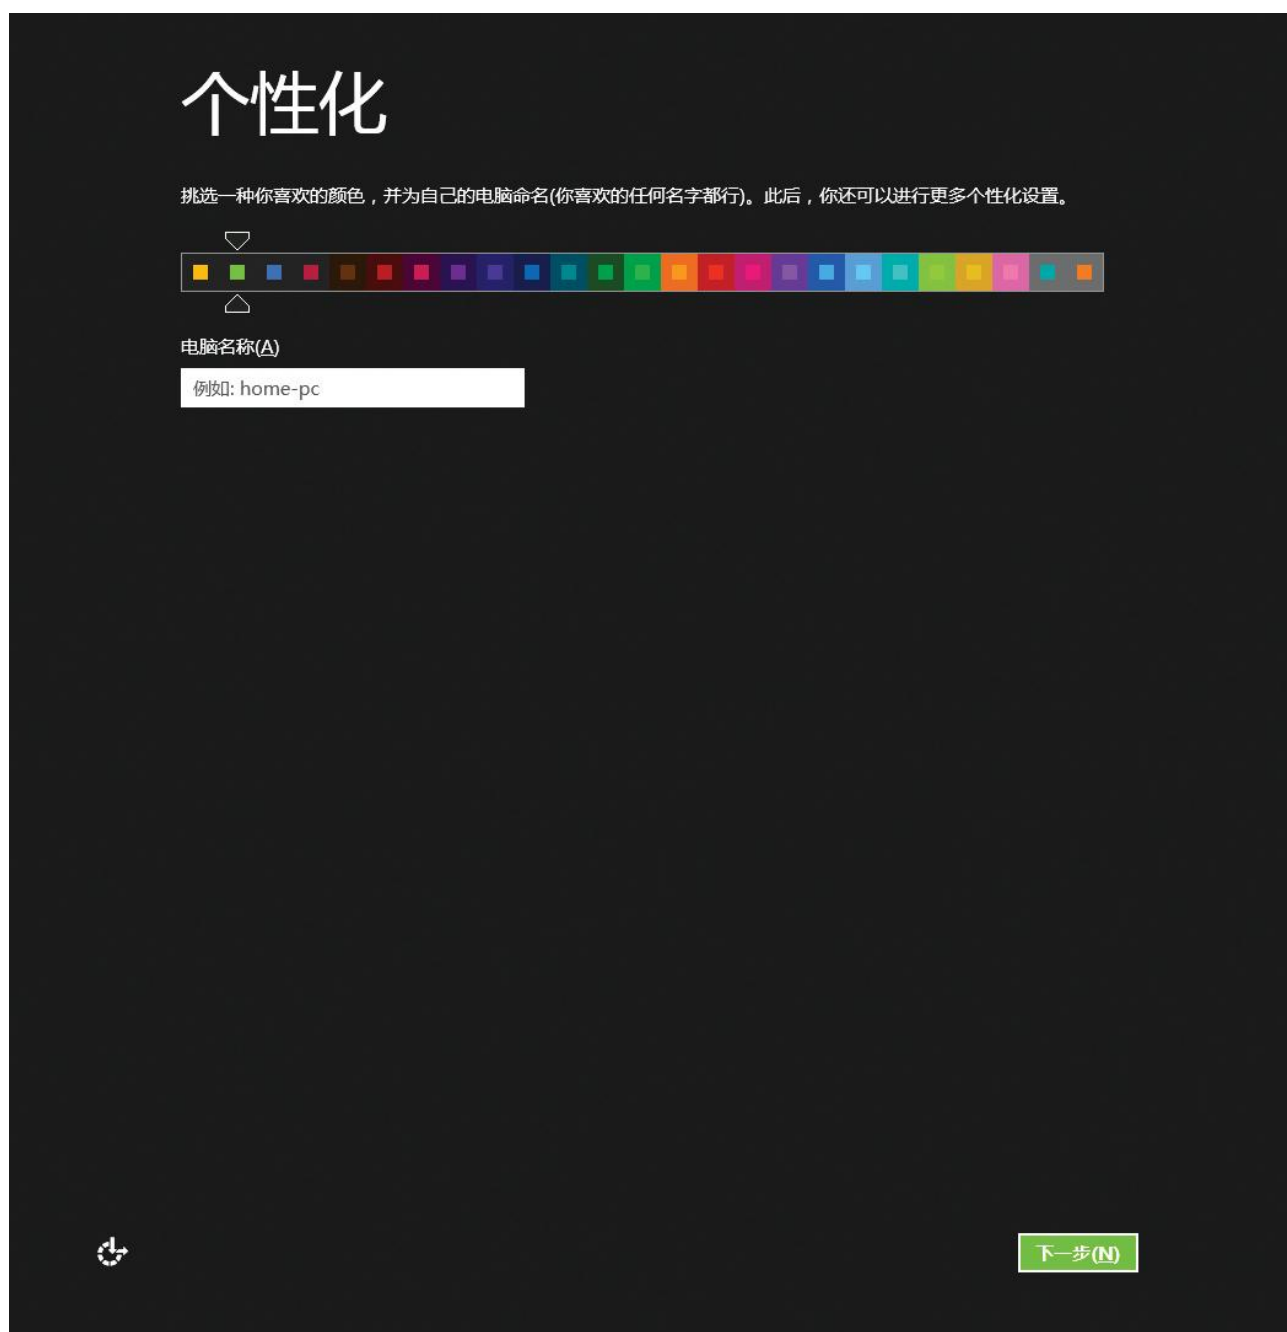 个性化
挑选一种你喜欢的颜色，并为自己的电脑命名(你喜欢的任何名字都行)。此后，你还可以进行更多个性化设置。
电脑名称(A)
例如: home-pc
下一步(N)